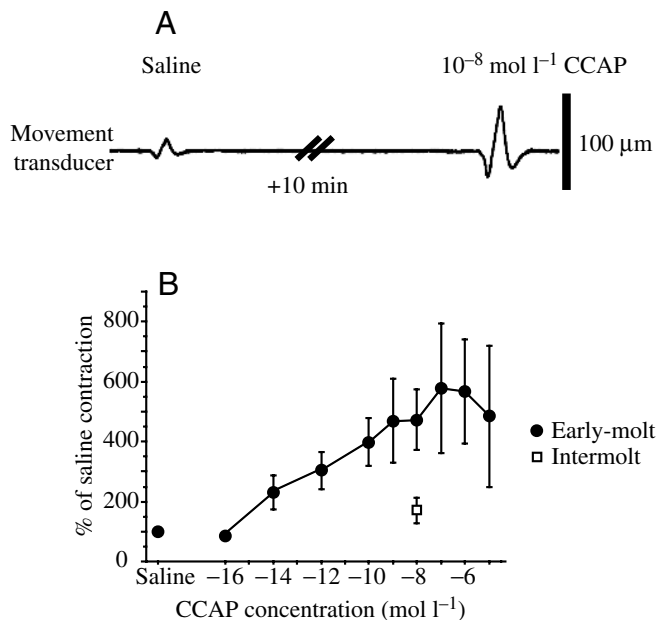 A
Saline
10⁻⁸ mol l⁻¹ CCAP
Movement
transducer
100 μm
+10 min
B
800
600
400
200
0
% of saline contraction
Early-molt
Intermolt
Saline −16 −14 −12 −10 −8 −6
CCAP concentration (mol l⁻¹)